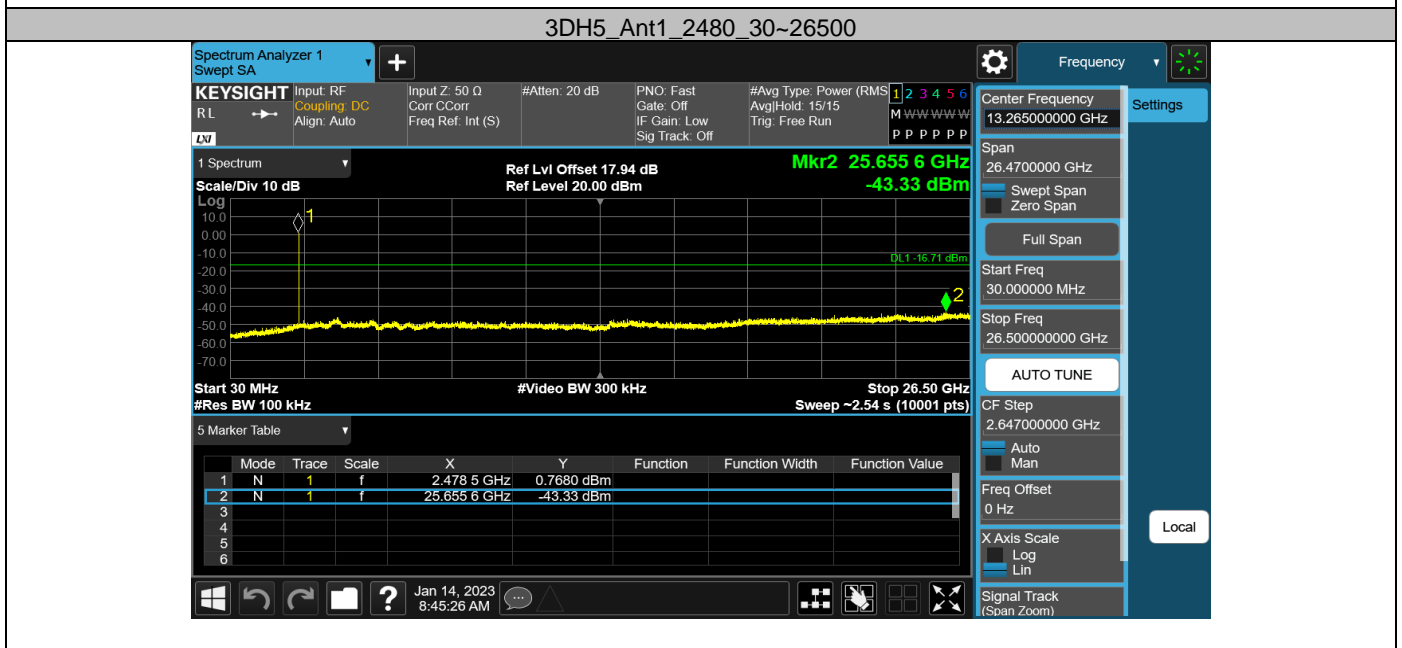 3DH5_Ant1_2480_30~26500
Spectrum Analyzer 1
Swept SA
+
Frequency
KEYSIGHT
R L
LXI
Input: RF
Coupling: DC
Align: Auto
Input Z: 50 Ω
Corr CCorr
Freq Ref: Int (S)
#Atten: 20 dB
PNO: Fast
Gate: Off
IF Gain: Low
Sig Track: Off
#Avg Type: Power (RMS
Avg|Hold: 15/15
Trig: Free Run
1 2 3 4 5 6
M W W W W W
P P P P P P
1 Spectrum
Scale/Div 10 dB
Ref Lvl Offset 17.94 dB
Ref Level 20.00 dBm
Mkr2 25.655 6 GHz
-43.33 dBm
Log
10.0
0.00
-10.0
-20.0
-30.0
-40.0
-50.0
-60.0
-70.0
1
DL1 -16.71 dBm
2
Start 30 MHz
#Video BW 300 kHz
Stop 26.50 GHz
#Res BW 100 kHz
Sweep ~2.54 s (10001 pts)
5 Marker Table
Mode Trace Scale X Y Function Function Width Function Value
1 N 1 f 2.478 5 GHz 0.7680 dBm
2 N 1 f 25.655 6 GHz -43.33 dBm
3
4
5
6
?
Jan 14, 2023
8:45:26 AM
Center Frequency
13.265000000 GHz
Settings
Span
26.4700000 GHz
Swept Span
Zero Span
Full Span
Start Freq
30.000000 MHz
Stop Freq
26.500000000 GHz
AUTO TUNE
CF Step
2.647000000 GHz
Auto
Man
Freq Offset
0 Hz
X Axis Scale
Log
Lin
Local
Signal Track
(Span Zoom)